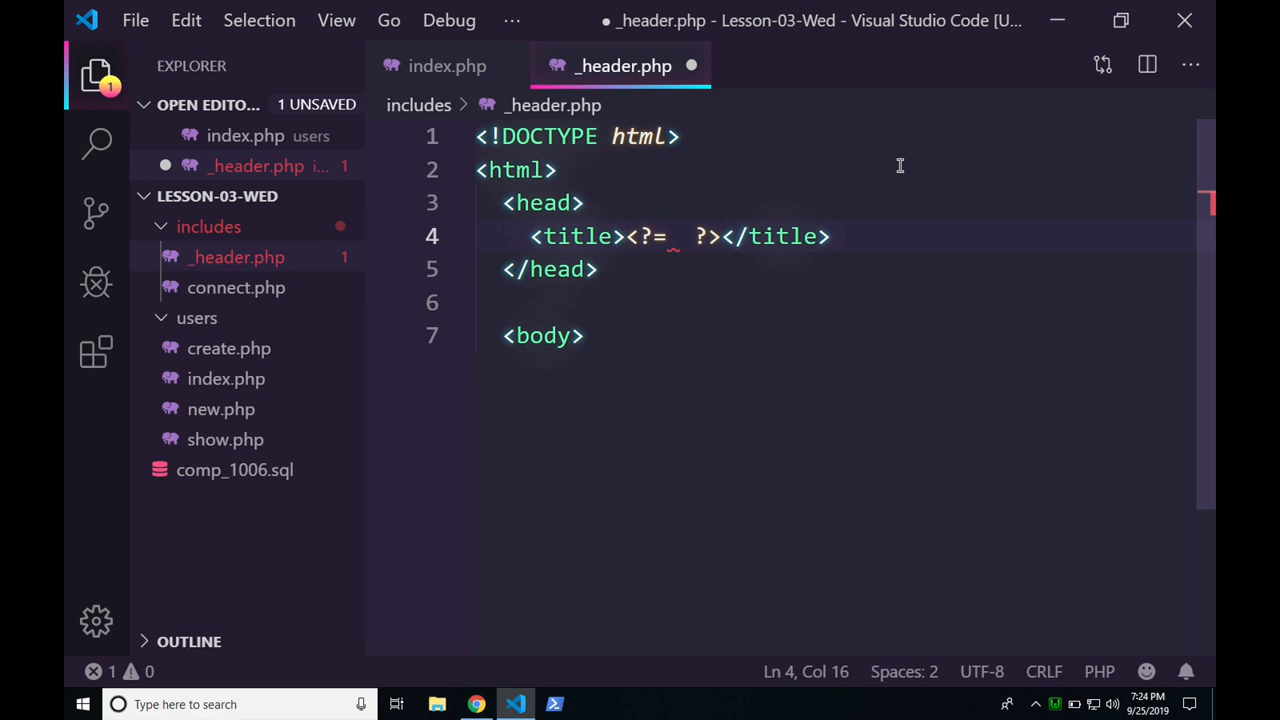 File Edit Selection View Go Debug ··· ● _header.php - Lesson-03-Wed - Visual Studio Code [U...
EXPLORER
OPEN EDITO... 1 UNSAVED
index.php users
_header.php i... 1
LESSON-03-WED
includes
_header.php 1
connect.php
users
create.php
index.php
new.php
show.php
comp_1006.sql
OUTLINE
1
index.php _header.php
includes > _header.php
1 <!DOCTYPE html>
2 <html>
3 <head>
4 <title><?=  ?></title>
5 </head>
6
7 <body>
1 0 Ln 4, Col 16 Spaces: 2 UTF-8 CRLF PHP
Type here to search
7:24 PM
9/25/2019